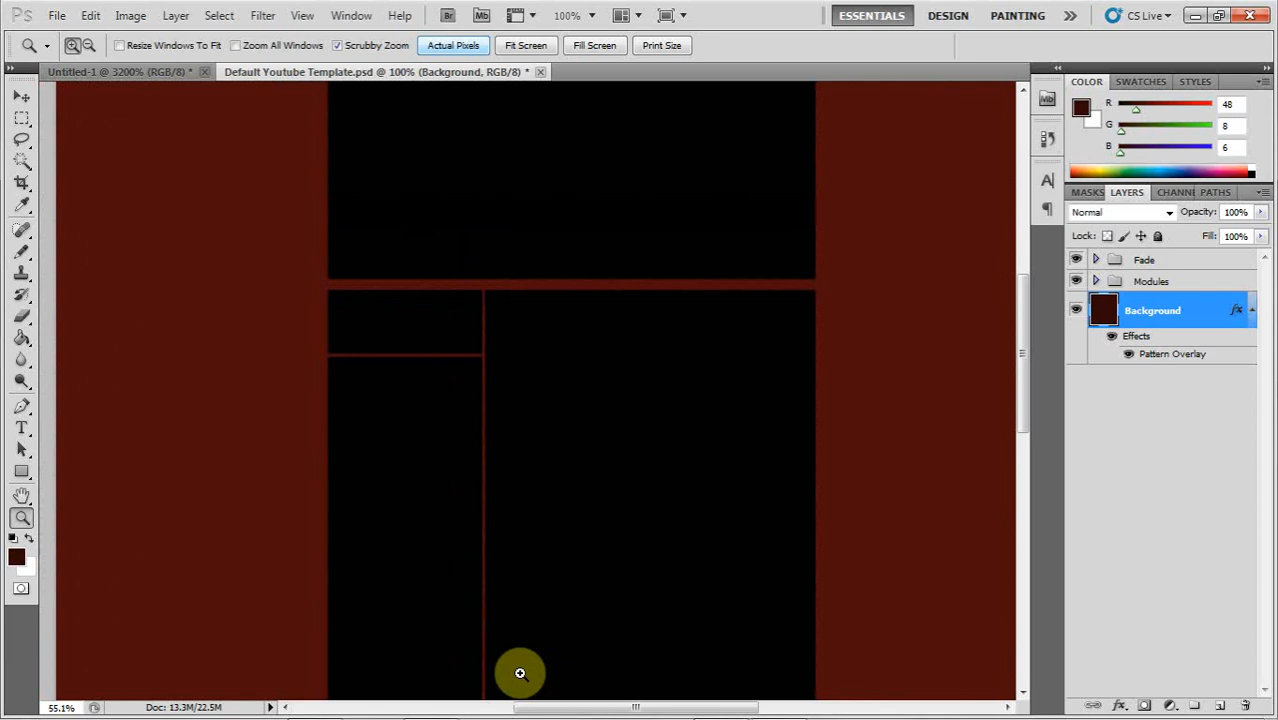 Ps File Edit Image Layer Select Filter View Window Help Br Mb 100% ESSENTIALS DESIGN PAINTING CS Live
Resize Windows To Fit Zoom All Windows Scrubby Zoom Actual Pixels Fit Screen Fill Screen Print Size
Untitled-1 @ 3200% (RGB/8) * Default Youtube Template.psd @ 100% (Background, RGB/8) *
COLOR SWATCHES STYLES
Mb
R 48
G 8
B 6
MASKS LAYERS CHANNE PATHS
Normal Opacity: 100%
Lock: Fill: 100%
Fade
Modules
Background fx
Effects
Pattern Overlay
T
55.1% Doc: 13.3M/22.5M